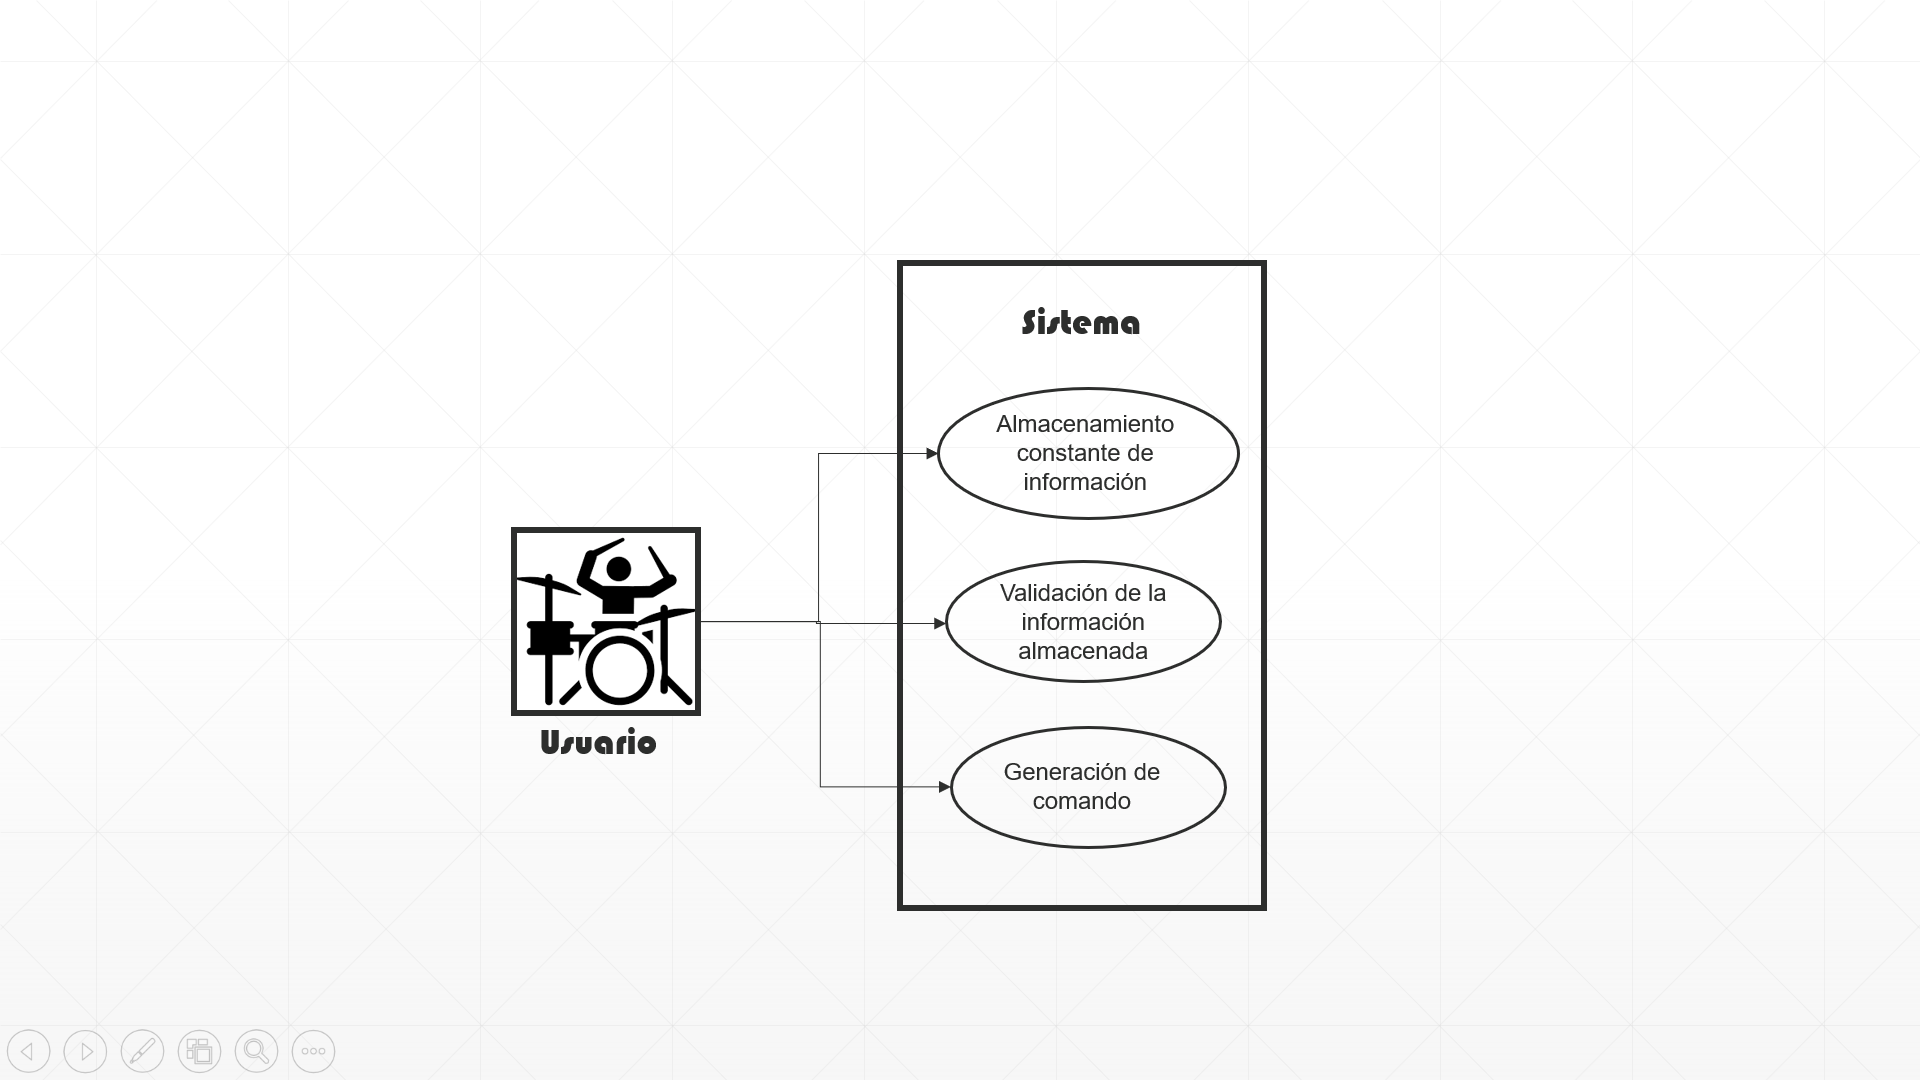 Sistema
Almacenamiento
constante de
información
Validación de la
información
almacenada
Usuario
Generación de
comando